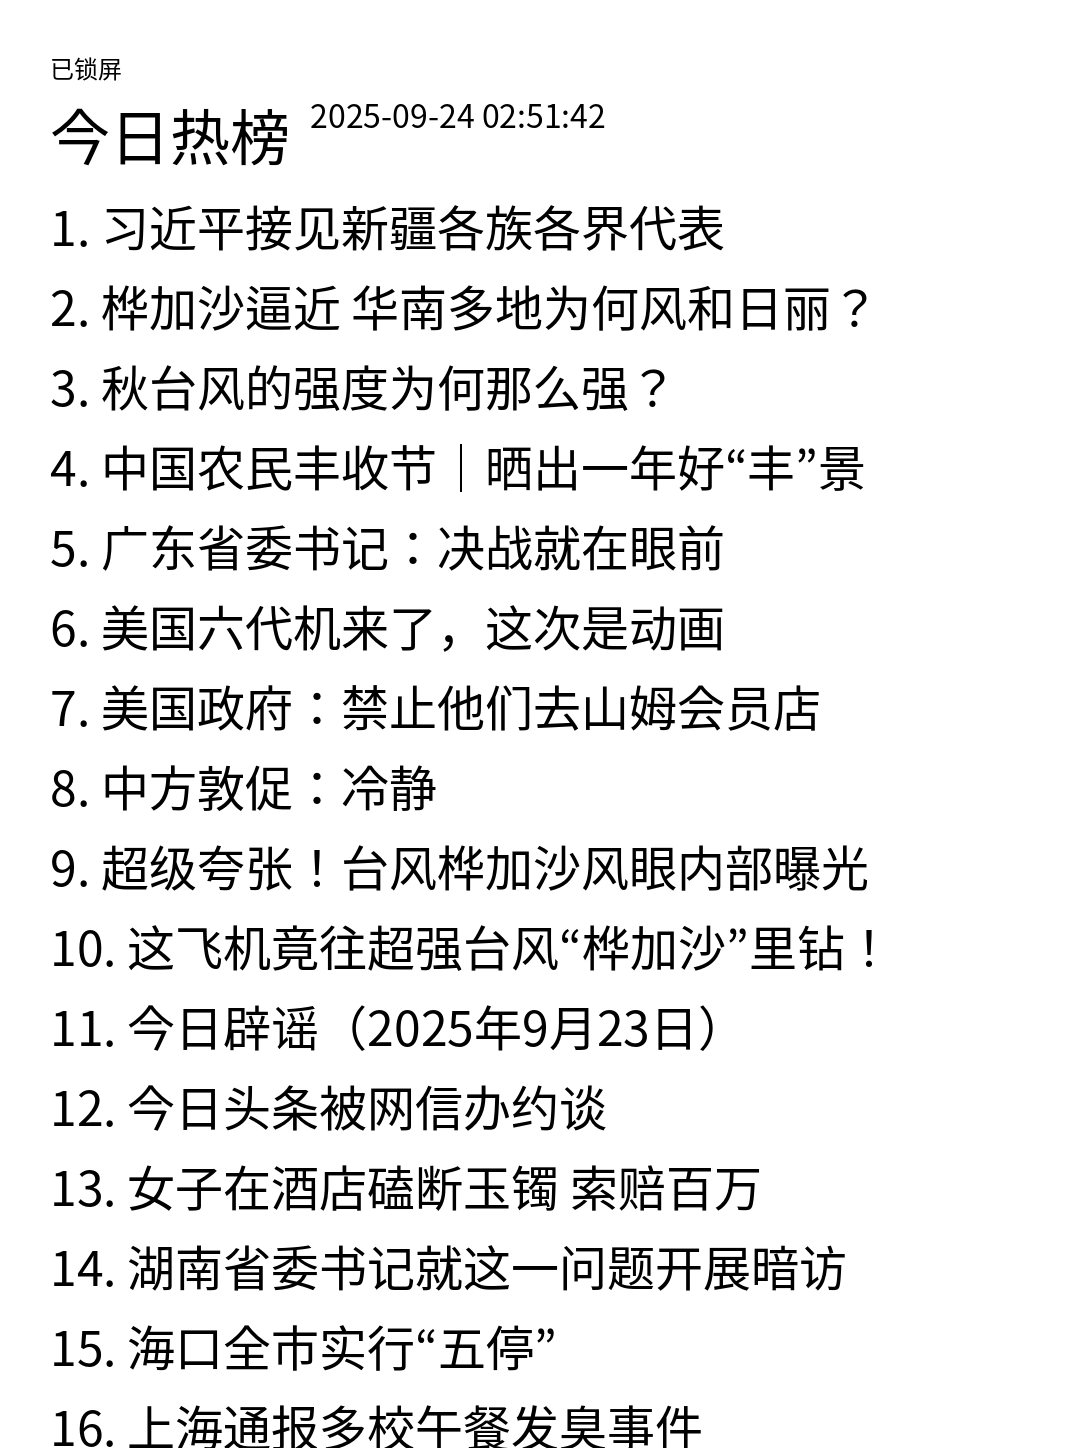 已锁屏
今日热榜 2025-09-24 02:51:42
1. 习近平接见新疆各族各界代表
2. 桦加沙逼近 华南多地为何风和日丽？
3. 秋台风的强度为何那么强？
4. 中国农民丰收节｜晒出一年好“丰”景
5. 广东省委书记：决战就在眼前
6. 美国六代机来了，这次是动画
7. 美国政府：禁止他们去山姆会员店
8. 中方敦促：冷静
9. 超级夸张！台风桦加沙风眼内部曝光
10. 这飞机竟往超强台风“桦加沙”里钻！
11. 今日辟谣（2025年9月23日）
12. 今日头条被网信办约谈
13. 女子在酒店磕断玉镯 索赔百万
14. 湖南省委书记就这一问题开展暗访
15. 海口全市实行“五停”
16. 上海通报多校午餐发臭事件